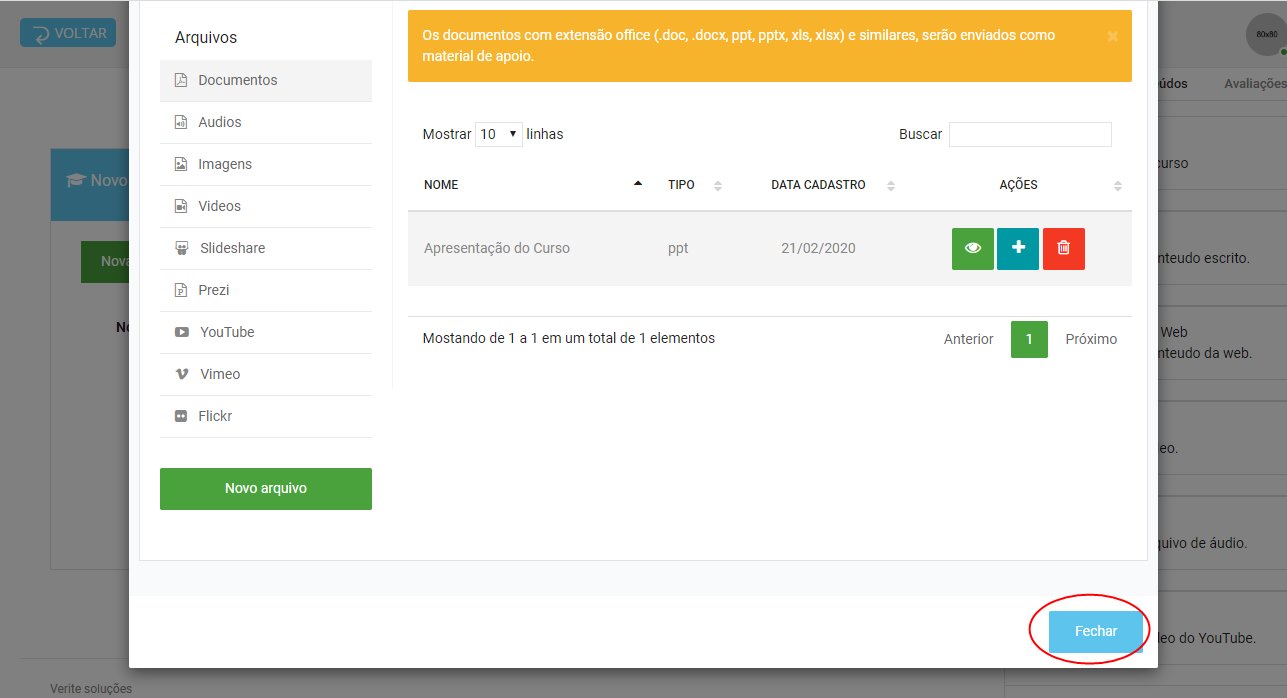 VOLTAR
80x80
Arquivos
Documentos
Audios
Imagens
Videos
Slideshare
Prezi
YouTube
Vimeo
Flickr
Novo arquivo
Os documentos com extensão office (.doc, .docx, ppt, pptx, xls, xlsx) e similares, serão enviados como
material de apoio.
×
Mostrar 10 linhas
Buscar
NOME TIPO DATA CADASTRO AÇÕES
Apresentação do Curso ppt 21/02/2020
Mostando de 1 a 1 em um total de 1 elementos
Anterior 1 Próximo
Fechar
Novo
Nova
No
údos Avaliações
curso
nteudo escrito.
Web
nteudo da web.
eo.
quivo de áudio.
deo do YouTube.
Verite soluções